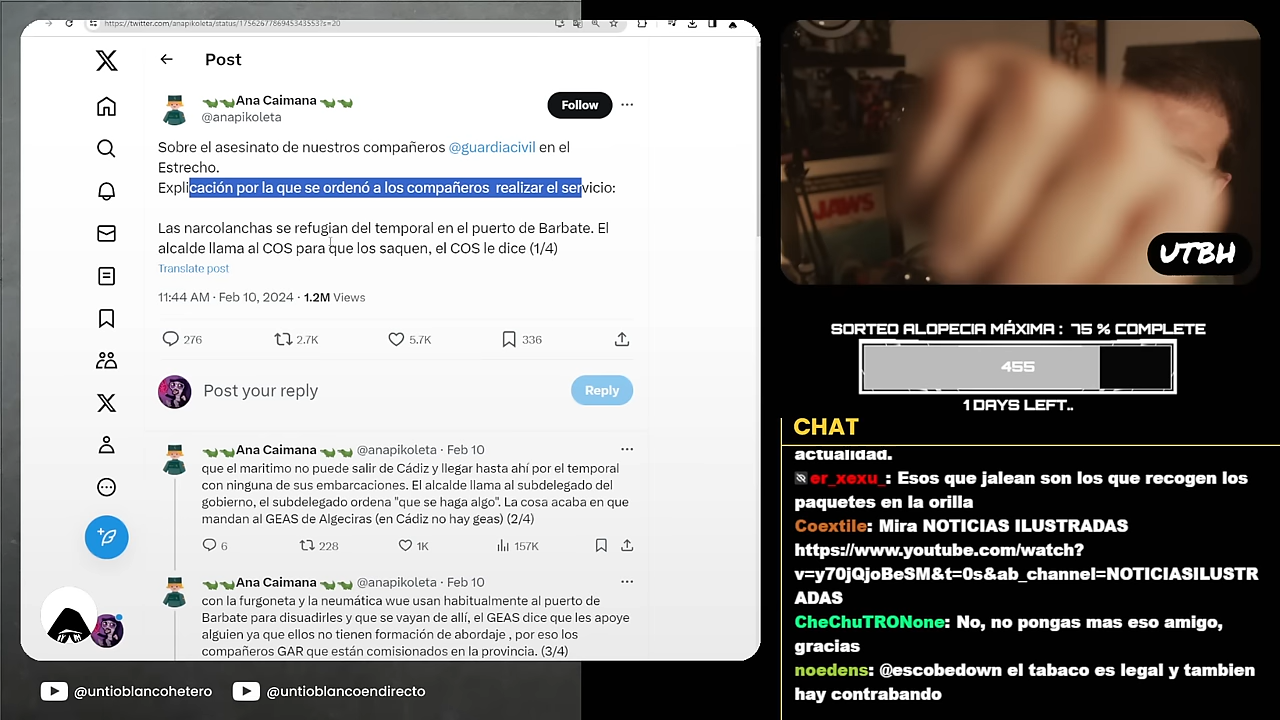 https://twitter.com/anapikoleta/status/1756267786945343553?s=20
Post
Ana Caimana
@anapikoleta
Follow
Sobre el asesinato de nuestros compañeros @guardiacivil en el
Estrecho.
Explicación por la que se ordenó a los compañeros realizar el servicio:
Las narcolanchas se refugian del temporal en el puerto de Barbate. El
alcalde llama al COS para que los saquen, el COS le dice (1/4)
Translate post
11:44 AM · Feb 10, 2024 · 1.2M Views
276 2.7K 5.7K 336
Post your reply
Reply
Ana Caimana @anapikoleta · Feb 10
que el maritimo no puede salir de Cádiz y llegar hasta ahí por el temporal
con ninguna de sus embarcaciones. El alcalde llama al subdelegado del
gobierno, el subdelegado ordena "que se haga algo". La cosa acaba en que
mandan al GEAS de Algeciras (en Cádiz no hay geas) (2/4)
6 228 1K 157K
Ana Caimana @anapikoleta · Feb 10
con la furgoneta y la neumática wue usan habitualmente al puerto de
Barbate para disuadirles y que se vayan de allí, el GEAS dice que les apoye
alguien ya que ellos no tienen formación de abordaje , por eso los
compañeros GAR que están comisionados en la provincia. (3/4)
@untioblancohetero @untioblancoendirecto
JAWS
UTBH
SORTEO ALOPECIA MÁXIMA : 75 % COMPLETE
455
1 DAYS LEFT..
CHAT
actualidad.
er_xexu_: Esos que jalean son los que recogen los
paquetes en la orilla
Coextile: Mira NOTICIAS ILUSTRADAS
https://www.youtube.com/watch?
v=y70jQjoBeSM&t=0s&ab_channel=NOTICIASILUSTR
ADAS
CheChuTRONone: No, no pongas mas eso amigo,
gracias
noedens: @escobedown el tabaco es legal y tambien
hay contrabando